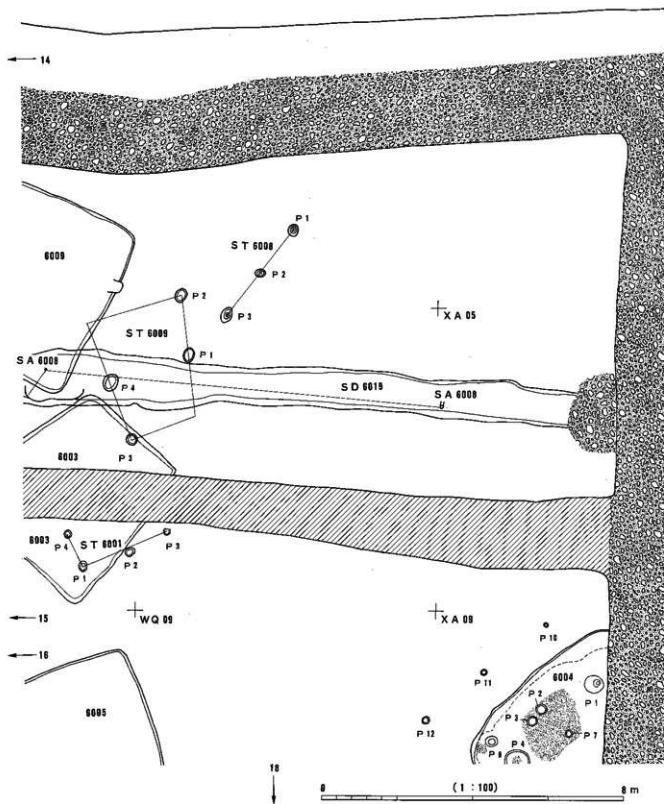 14
P 1
ST 6008
6009
P 2
P 2
P 3
XA 05
ST 6009
P 1
SA 6008
P 4
SD 6019
SA 6008
P 3
6003
6003
P 4
ST 6001
P 3
P 2
P 1
15
WQ 09
XA 09
P 10
16
P 11
6004
P 1
P 2
6005
P 3
P 12
P 7
P 4
18
0
(1:100)
8 m